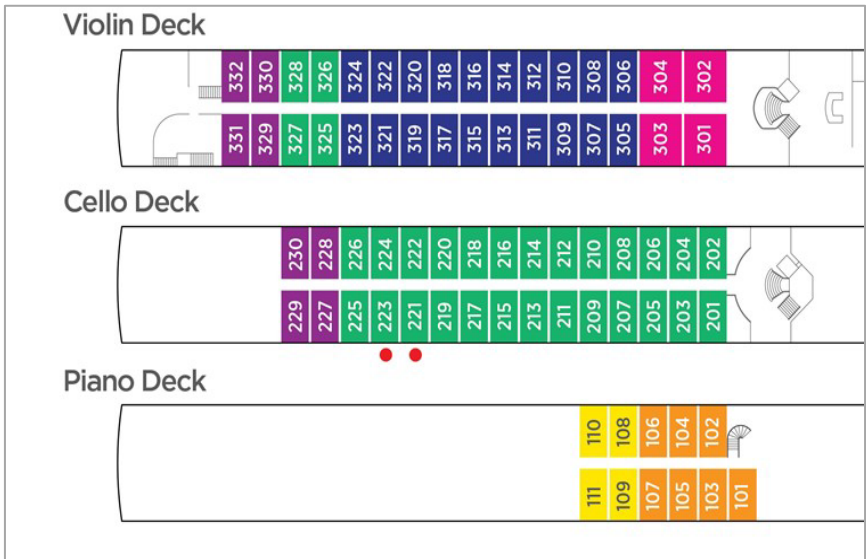 Violin Deck
332 330 328 326 324 322 320 318 316 314 312 310 308 306 304 302
331 329 327 325 323 321 319 317 315 313 311 309 307 305 303 301
Cello Deck
230 228 226 224 222 220 218 216 214 212 210 208 206 204 202
229 227 225 223 221 219 217 215 213 211 209 207 205 203 201
Piano Deck
110 108 106 104 102
111 109 107 105 103 101